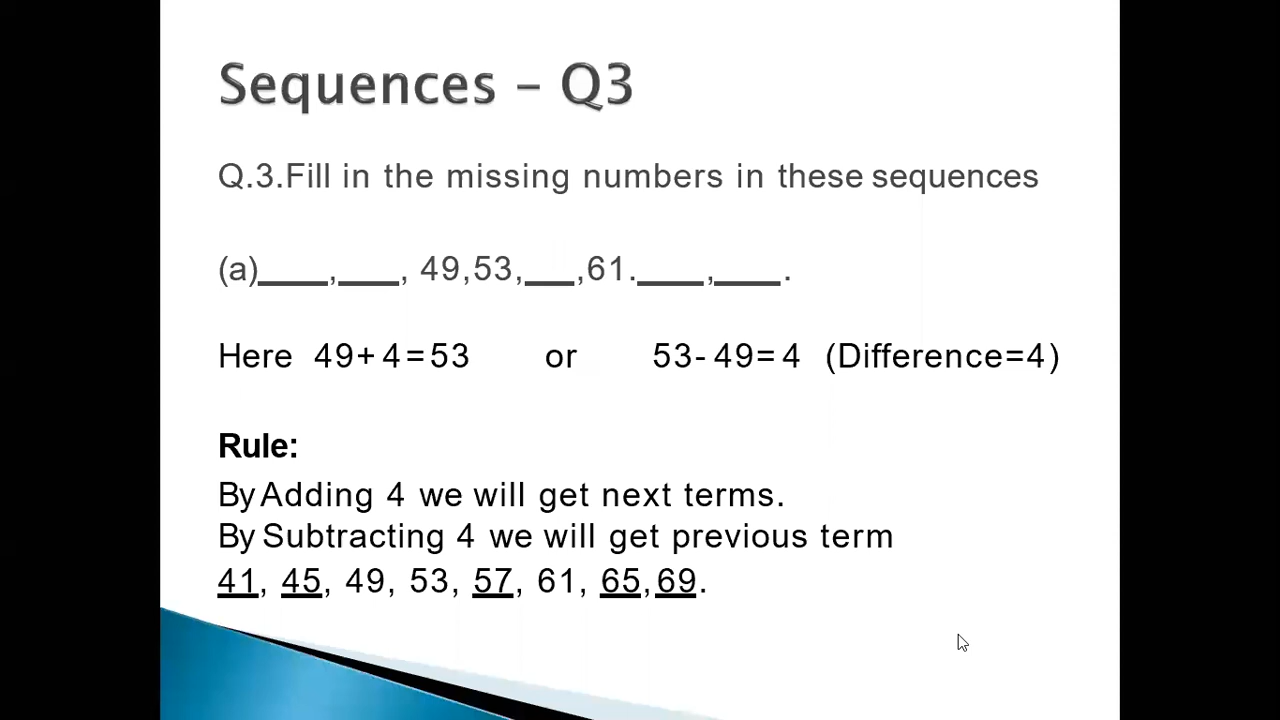 Sequences – Q3
Q.3.Fill in the missing numbers in these sequences
(a)____,____, 49,53,___,61.____,____.
Here 49+4=53 or 53-49=4 (Difference=4)
Rule:
By Adding 4 we will get next terms.
By Subtracting 4 we will get previous term
41, 45, 49, 53, 57, 61, 65,69.